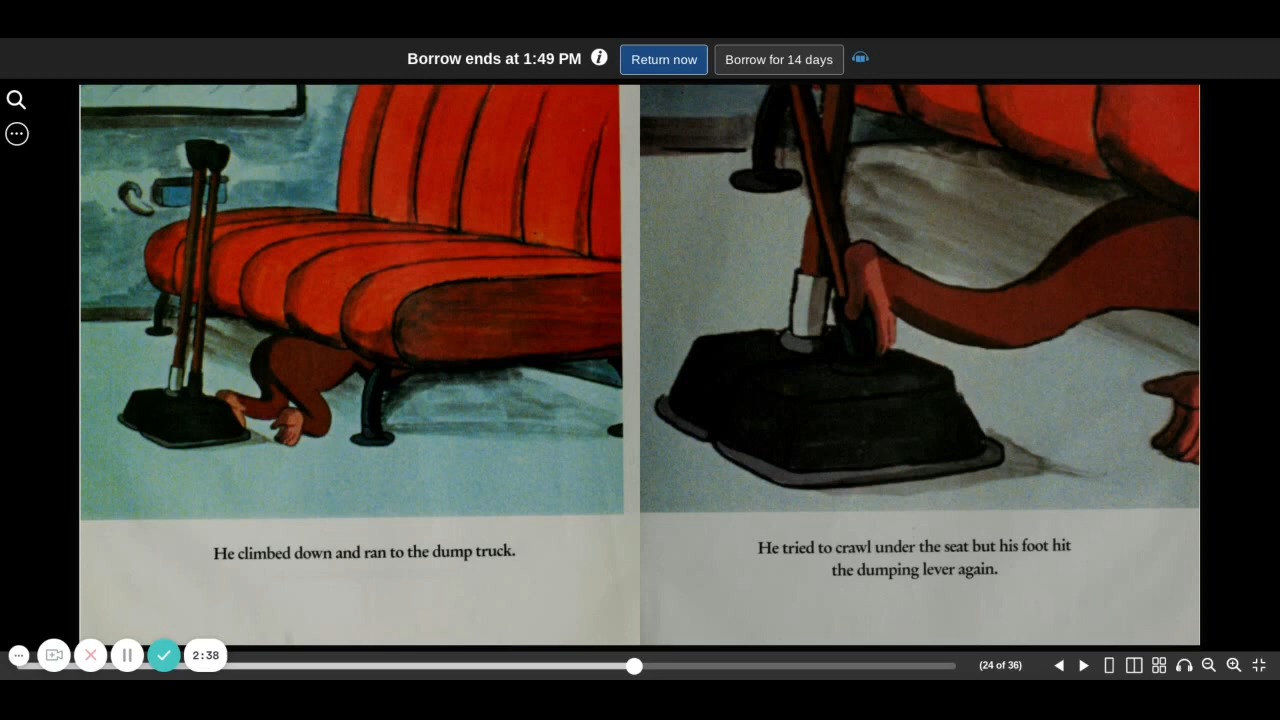 Borrow ends at 1:49 PM
Return now
Borrow for 14 days
He climbed down and ran to the dump truck.
He tried to crawl under the seat but his foot hit
the dumping lever again.
2:38
(24 of 36)